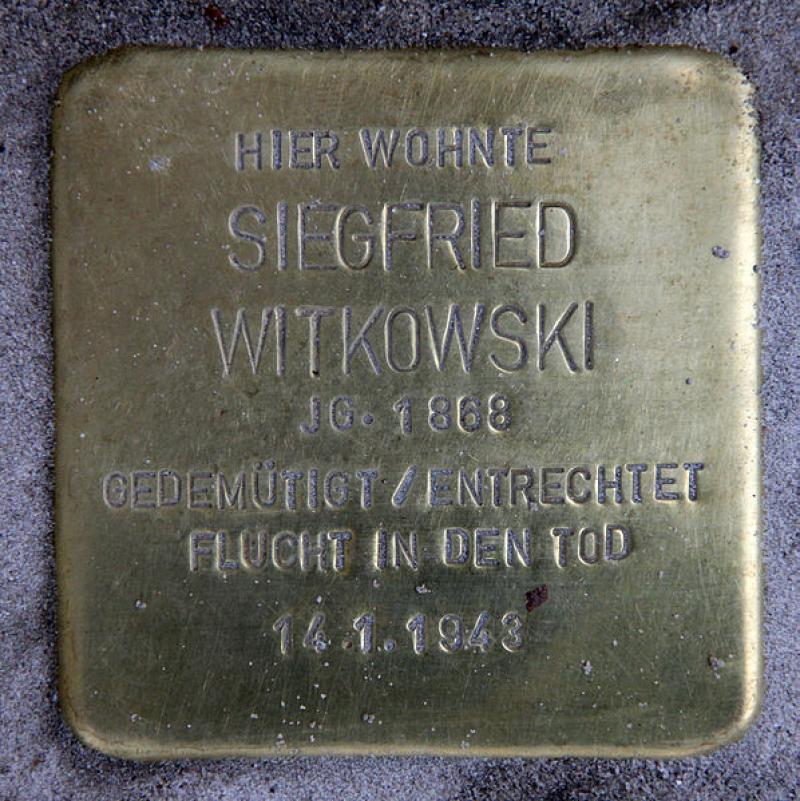 HIER WOHNTE
SIEGFRIED
WITKOWSKI
JG. 1868
GEDEMÜTIGT / ENTRECHTET
FLUCHT IN DEN TOD
14.1.1943